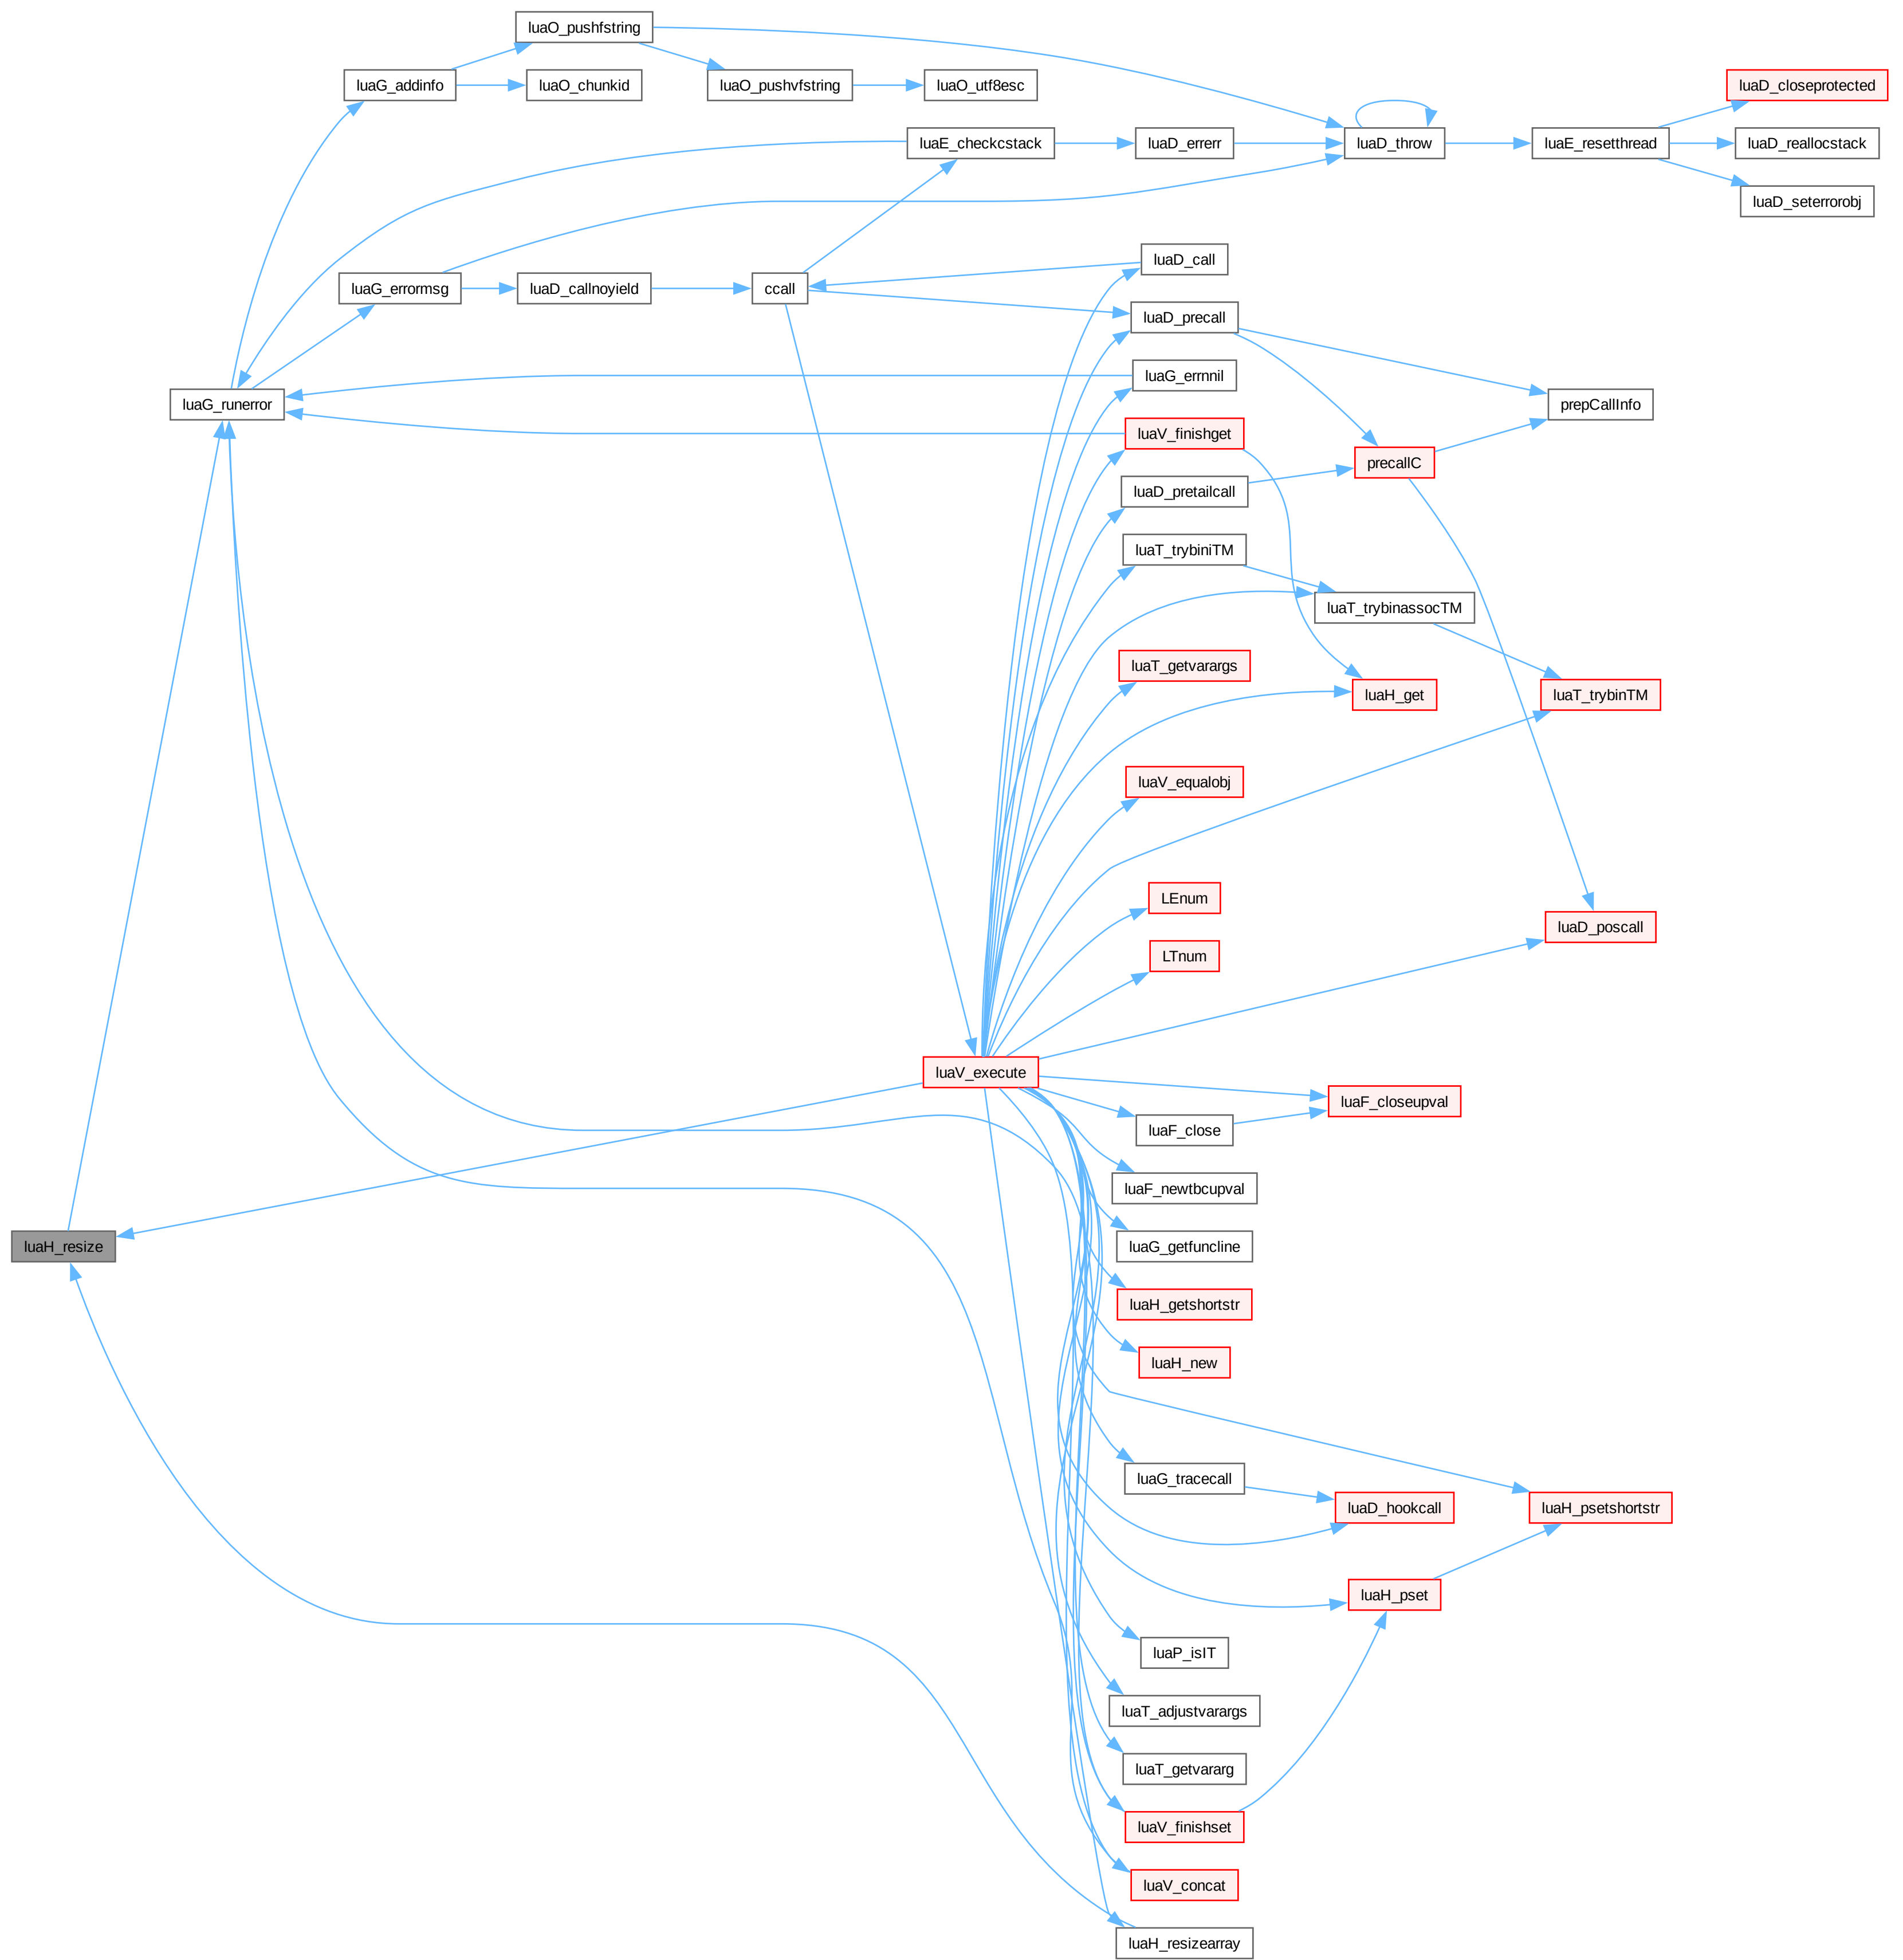 luaO_pushfstring
luaG_addinfo
luaO_chunkid
luaO_pushvfstring
luaO_utf8esc
luaD_closeprotected
luaE_checkcstack
luaD_errerr
luaD_throw
luaE_resetthread
luaD_reallocstack
luaD_seterrorobj
luaD_call
luaG_errormsg
luaD_callnoyield
ccall
luaD_precall
luaG_errnnil
luaG_runerror
prepCallInfo
luaV_finishget
precallC
luaD_pretailcall
luaT_trybiniTM
luaT_trybinassocTM
luaT_getvarargs
luaH_get
luaT_trybinTM
luaV_equalobj
LEnum
luaD_poscall
LTnum
luaV_execute
luaF_closeupval
luaF_close
luaF_newtbcupval
luaH_resize
luaG_getfuncline
luaH_getshortstr
luaH_new
luaG_tracecall
luaD_hookcall
luaH_psetshortstr
luaH_pset
luaP_isIT
luaT_adjustvarargs
luaT_getvararg
luaV_finishset
luaV_concat
luaH_resizearray